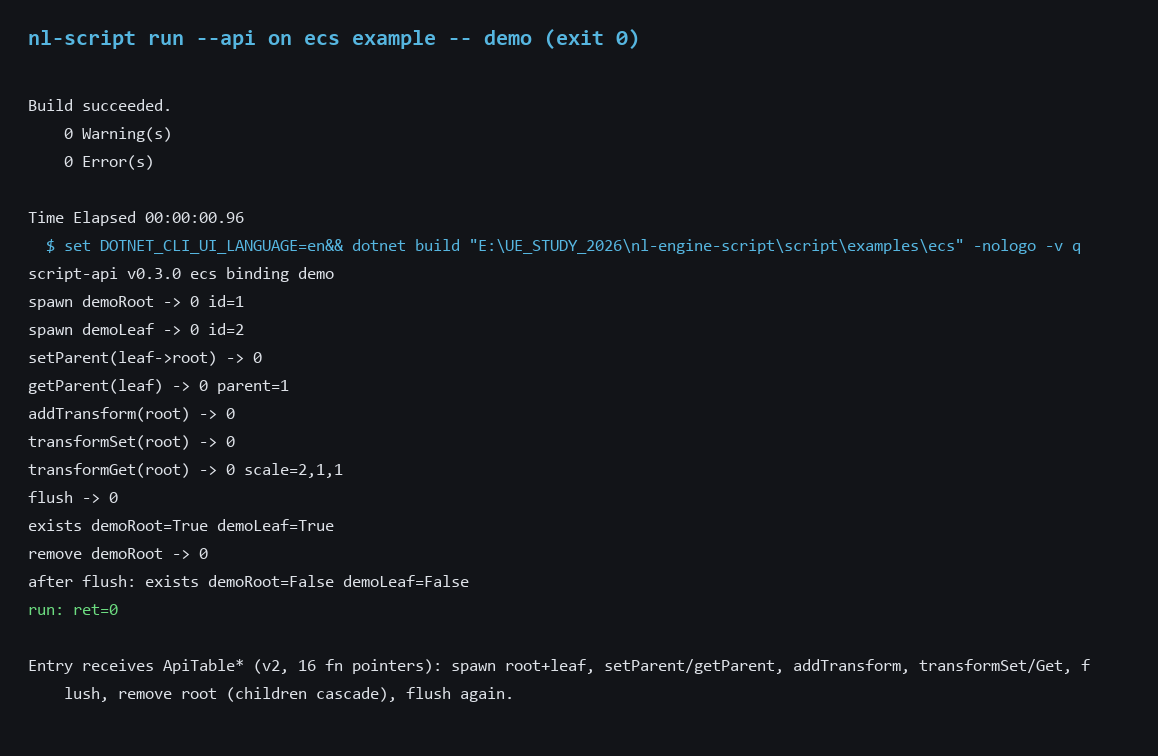 nl-script run --api on ecs example -- demo (exit 0)
Build succeeded.
0 Warning(s)
0 Error(s)
Time Elapsed 00:00:00.96
$ set DOTNET_CLI_UI_LANGUAGE=en&& dotnet build "E:\UE_STUDY_2026\nl-engine-script\script\examples\ecs" -nologo -v q
script-api v0.3.0 ecs binding demo
spawn demoRoot -> 0 id=1
spawn demoLeaf -> 0 id=2
setParent(leaf->root) -> 0
getParent(leaf) -> 0 parent=1
addTransform(root) -> 0
transformSet(root) -> 0
transformGet(root) -> 0 scale=2,1,1
flush -> 0
exists demoRoot=True demoLeaf=True
remove demoRoot -> 0
after flush: exists demoRoot=False demoLeaf=False
run: ret=0
Entry receives ApiTable* (v2, 16 fn pointers): spawn root+leaf, setParent/getParent, addTransform, transformSet/Get, f
lush, remove root (children cascade), flush again.